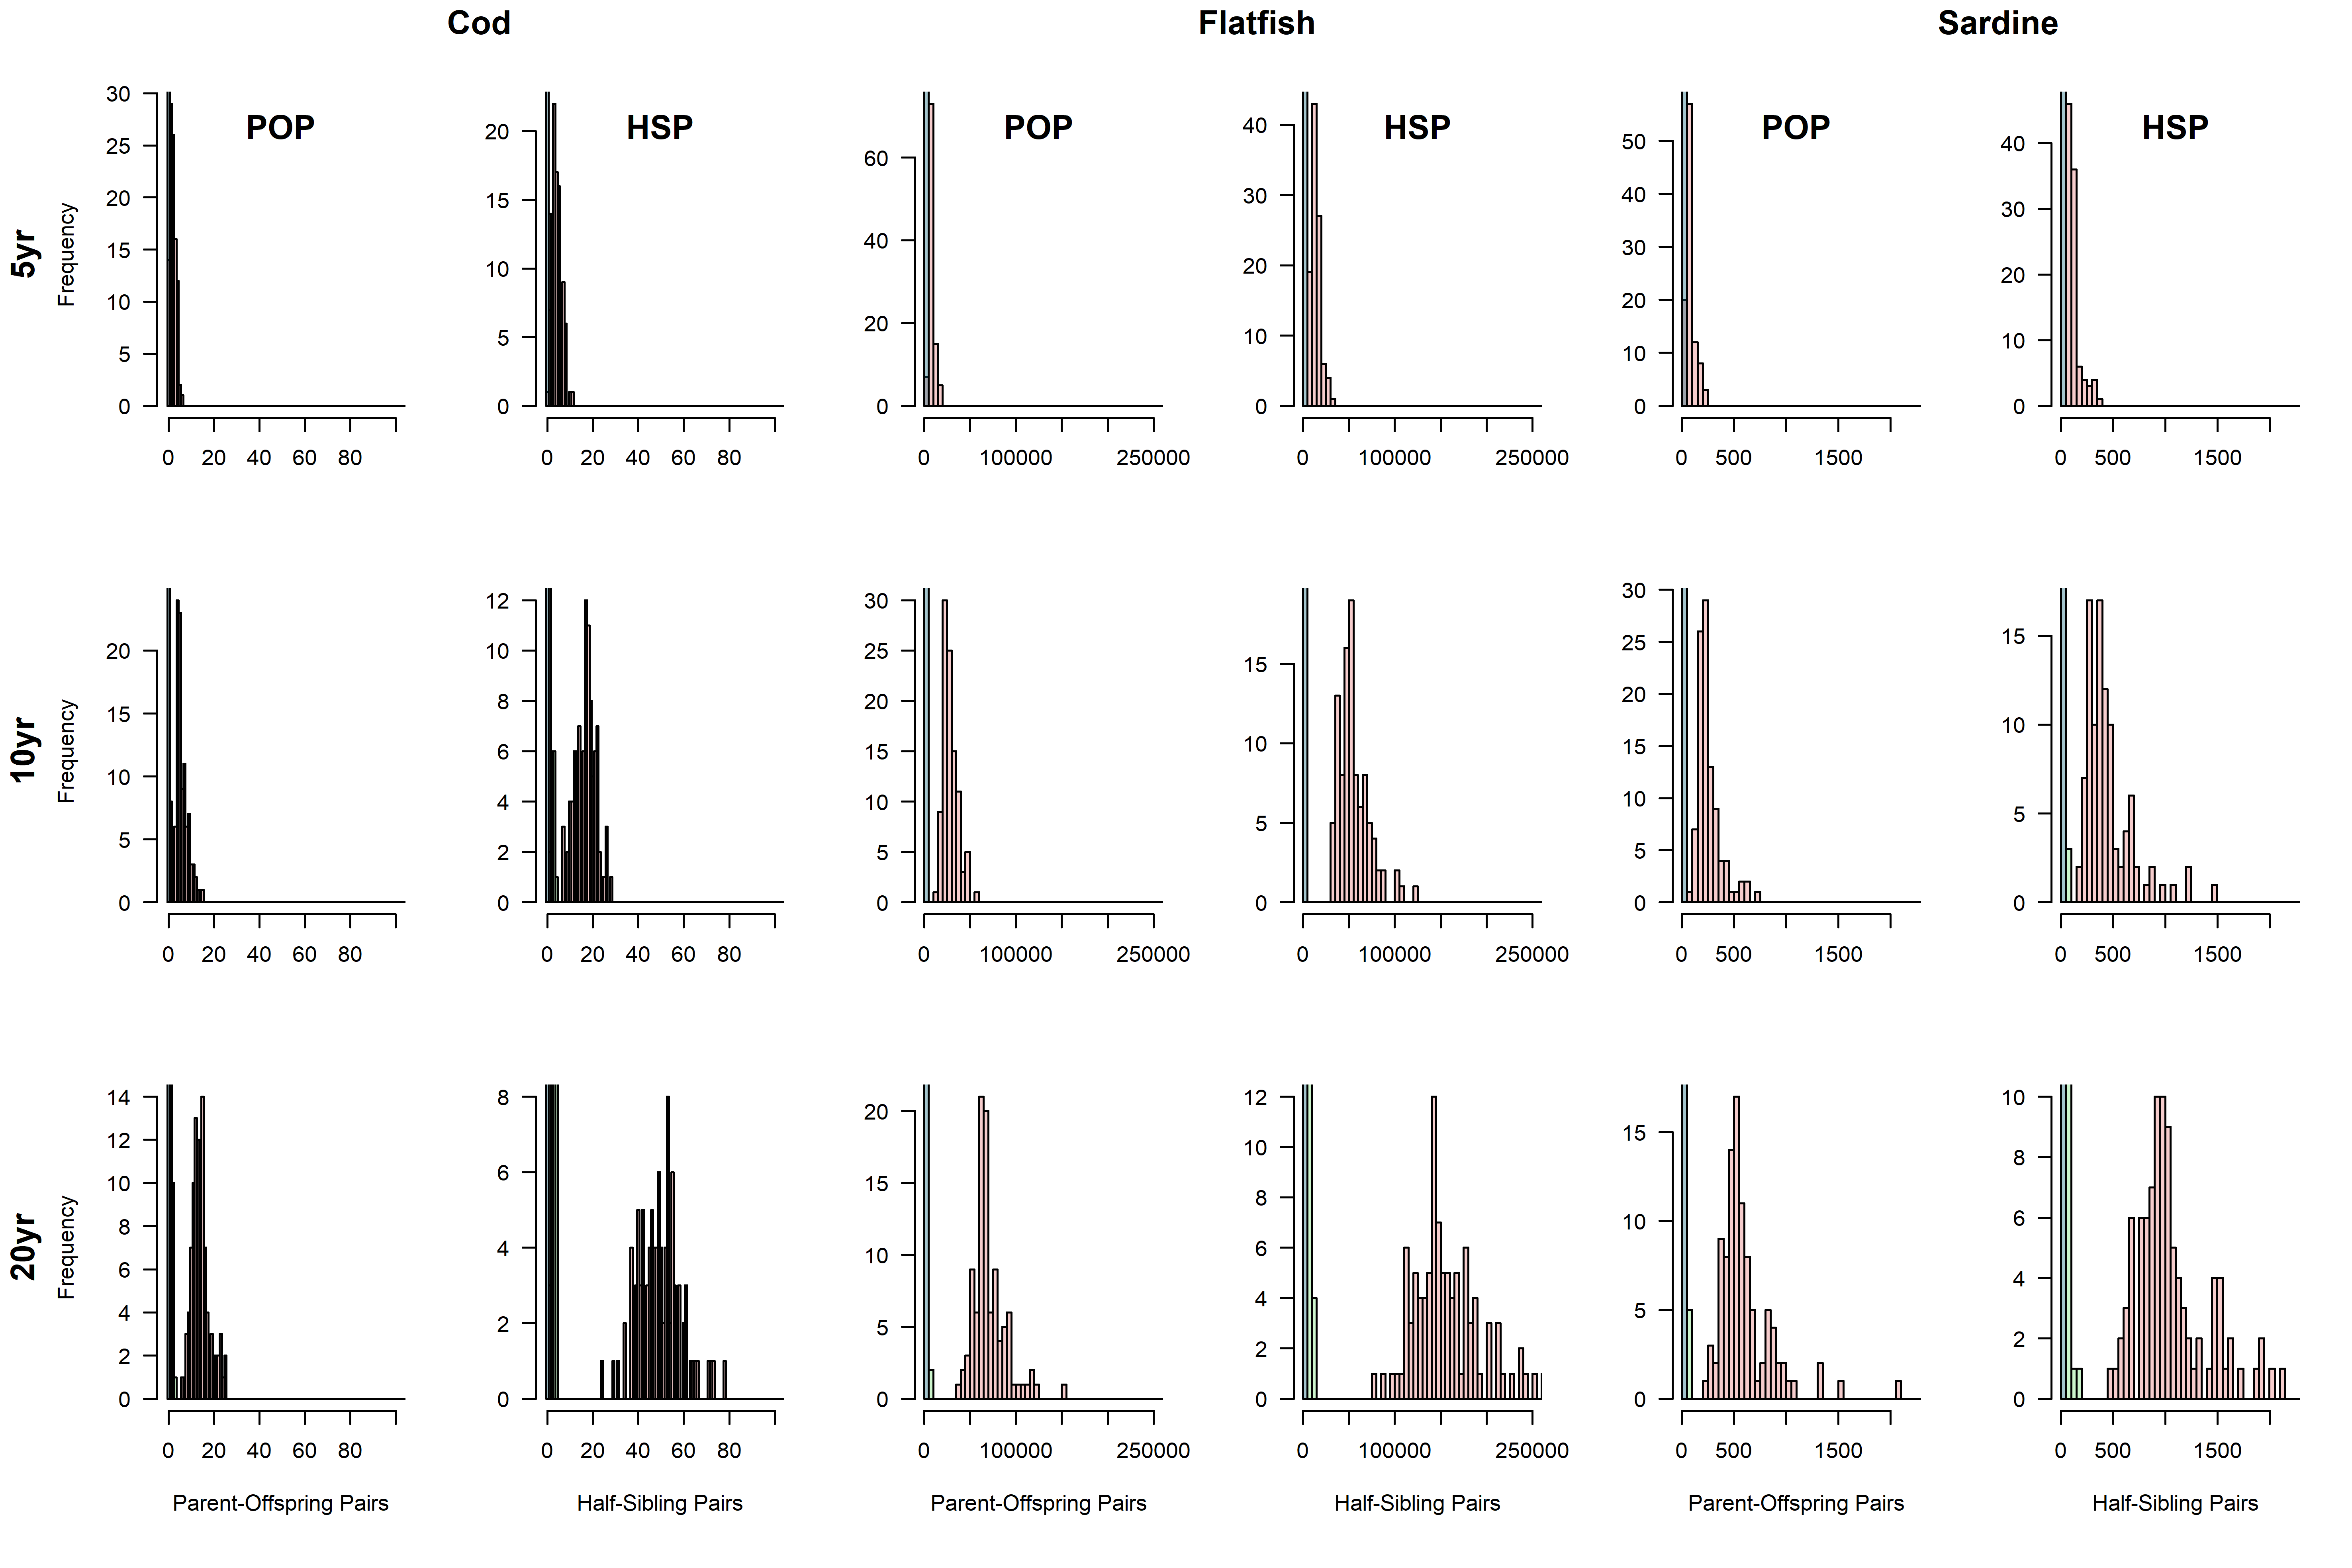 Cod Flatfish Sardine
POP HSP POP HSP POP HSP
5yr
Frequency
30 25 20 15 10 5 0
20 15 10 5 0
60 40 20 0
40 30 20 10 0
50 40 30 20 10 0
40 30 20 10 0
0 20 40 60 80
0 20 40 60 80
0 100000 250000
0 100000 250000
0 500 1500
0 500 1500
10yr
Frequency
20 15 10 5 0
12 10 8 6 4 2 0
30 25 20 15 10 5 0
15 10 5 0
30 25 20 15 10 5 0
15 10 5 0
0 20 40 60 80
0 20 40 60 80
0 100000 250000
0 100000 250000
0 500 1500
0 500 1500
20yr
Frequency
14 12 10 8 6 4 2 0
8 6 4 2 0
20 15 10 5 0
12 10 8 6 4 2 0
15 10 5 0
10 8 6 4 2 0
0 20 40 60 80
0 20 40 60 80
0 100000 250000
0 100000 250000
0 500 1500
0 500 1500
Parent-Offspring Pairs Half-Sibling Pairs Parent-Offspring Pairs Half-Sibling Pairs Parent-Offspring Pairs Half-Sibling Pairs